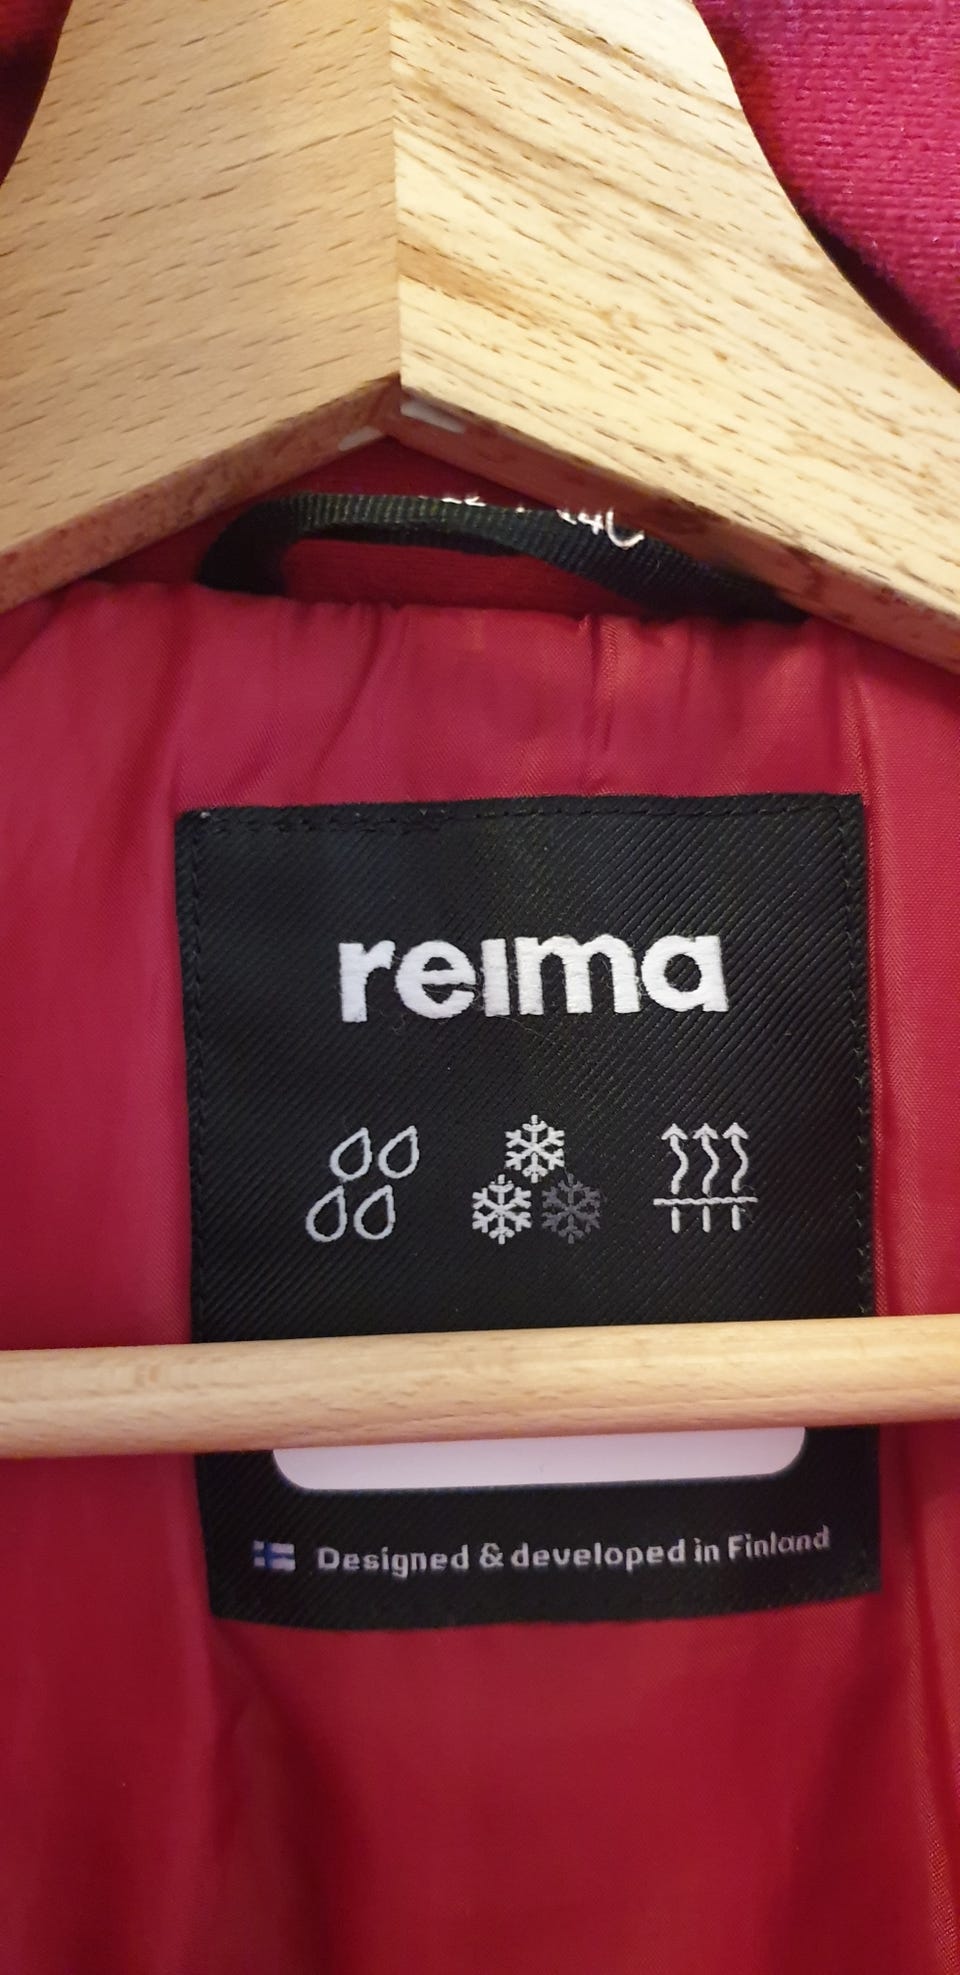 reima
Designed & developed in Finland